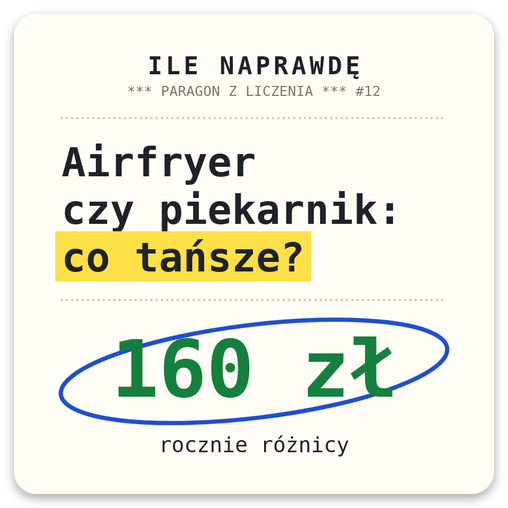 ILE NAPRAWDĘ
*** PARAGON Z LICZENIA *** #12
Airfryer
czy piekarnik:
co tańsze?
160 zł
rocznie różnicy